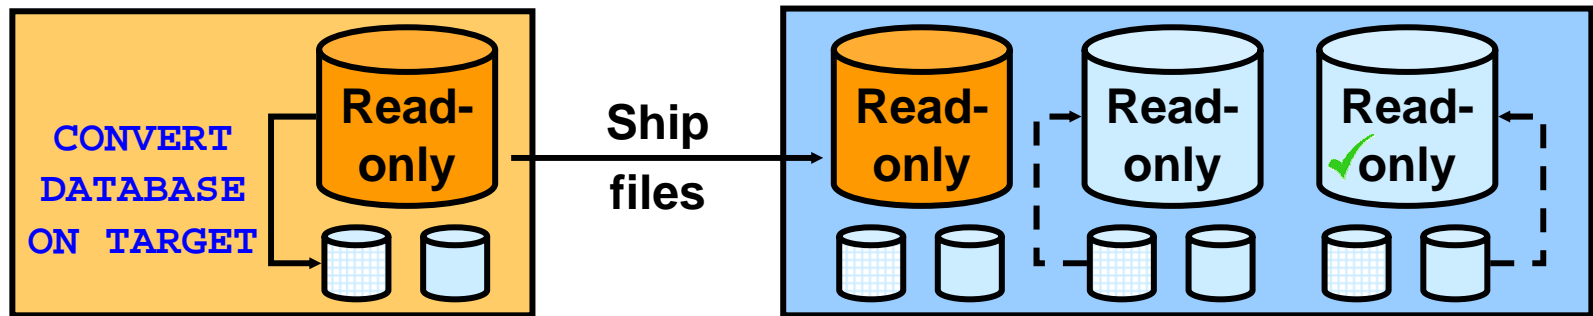 CONVERT
DATABASE
ON TARGET
Read-
only
Ship
files
Read-
only
Read-
only
Read-
only